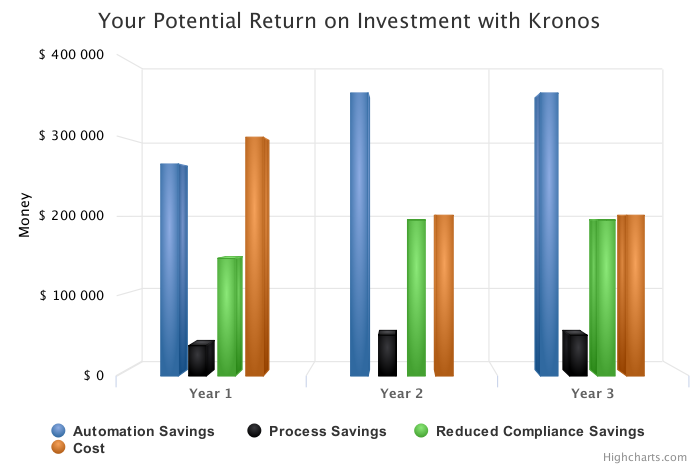 Your Potential Return on Investment with Kronos
$ 400 000
$ 300 000
$ 200 000
$ 100 000
$ 0
Money
Year 1
Year 2
Year 3
Automation Savings
Process Savings
Reduced Compliance Savings
Cost
Highcharts.com